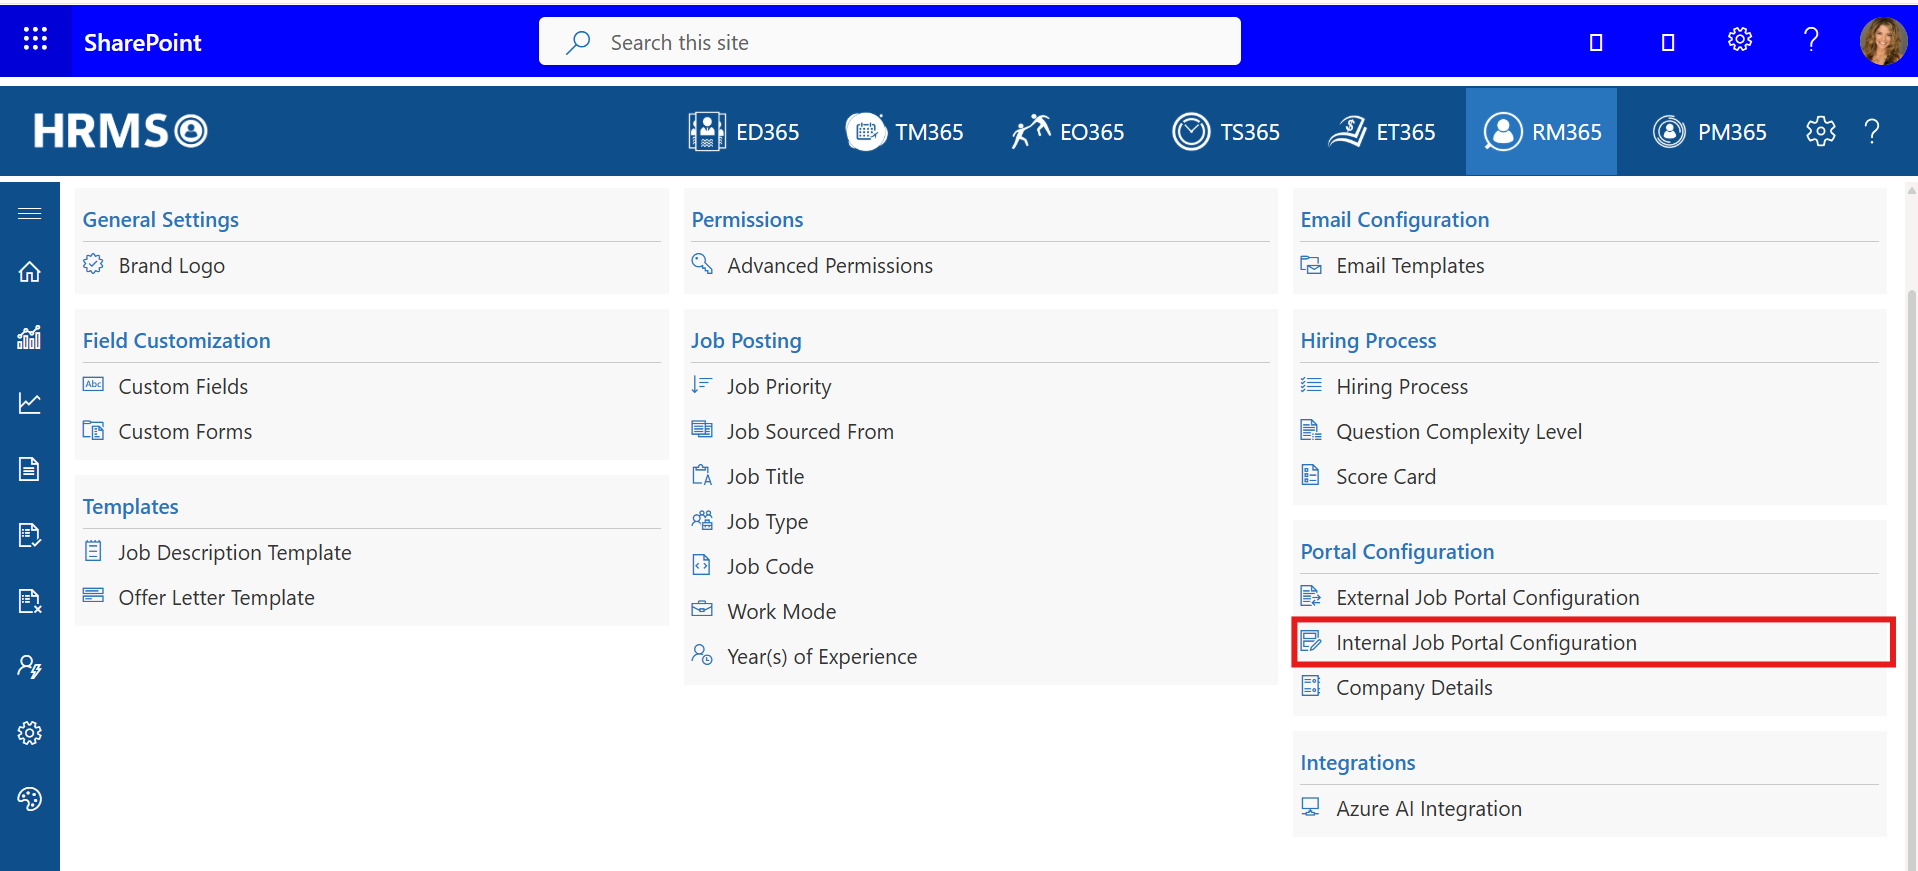 SharePoint
Search this site
HRMS
ED365
TM365
EO365
TS365
ET365
RM365
PM365
General Settings
Brand Logo
Field Customization
Abc Custom Fields
Custom Forms
Templates
Job Description Template
Offer Letter Template
Permissions
Advanced Permissions
Job Posting
Job Priority
Job Sourced From
Job Title
Job Type
Job Code
Work Mode
Year(s) of Experience
Email Configuration
Email Templates
Hiring Process
Hiring Process
Question Complexity Level
Score Card
Portal Configuration
External Job Portal Configuration
Internal Job Portal Configuration
Company Details
Integrations
Azure AI Integration